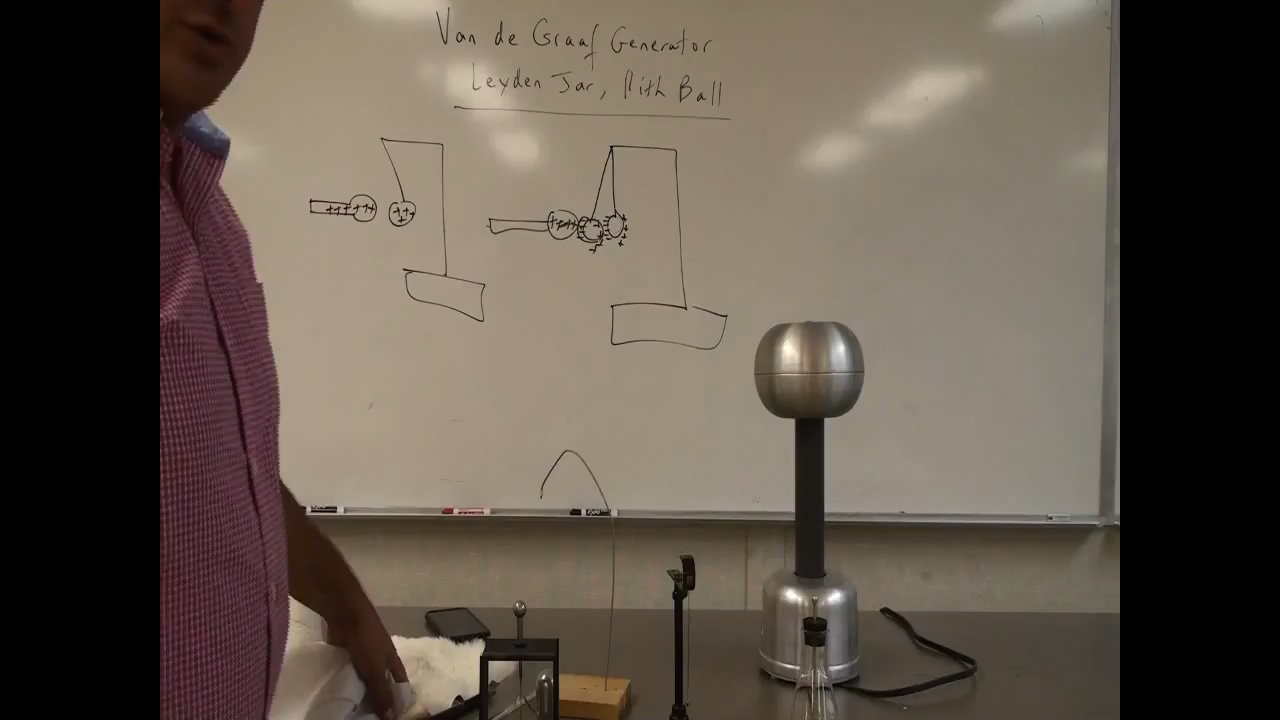 Van de Graaf Generator
Leyden Jar, Pith Ball